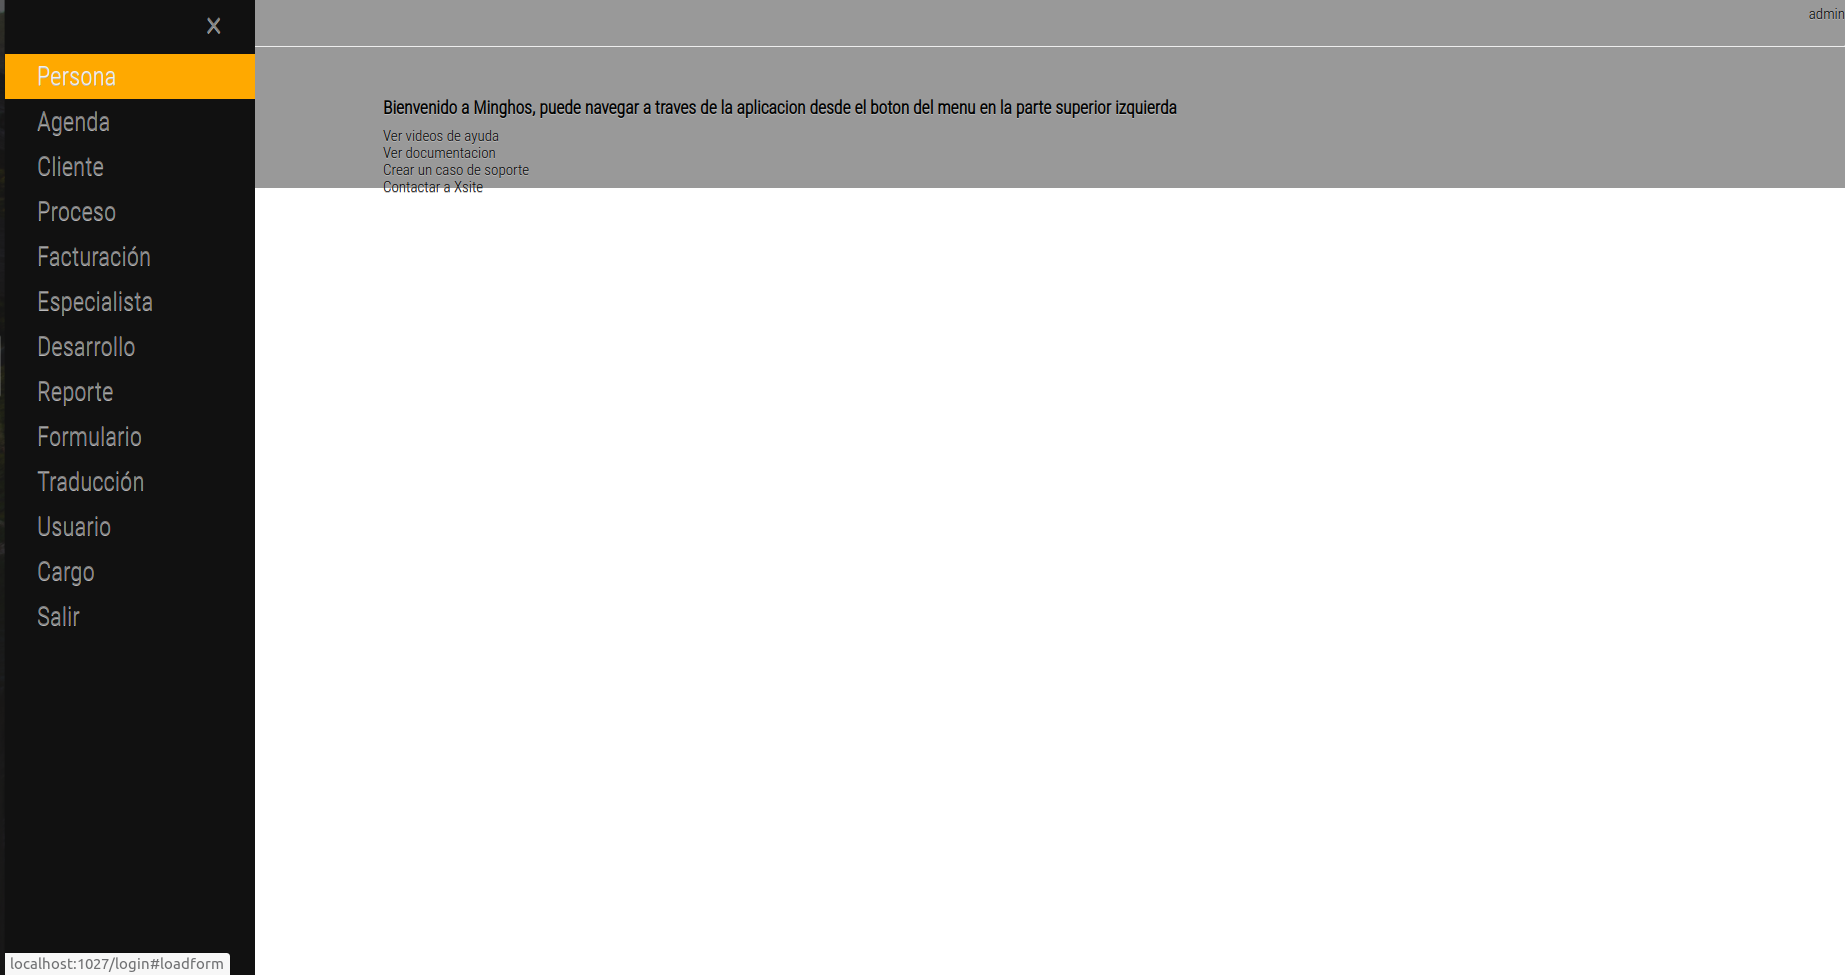 X
admin
Persona
Agenda
Cliente
Proceso
Facturación
Especialista
Desarrollo
Reporte
Formulario
Traducción
Usuario
Cargo
Salir
Bienvenido a Minghos, puede navegar a traves de la aplicacion desde el boton del menu en la parte superior izquierda
Ver videos de ayuda
Ver documentacion
Crear un caso de soporte
Contactar a Xsite
localhost:1027/login#loadform